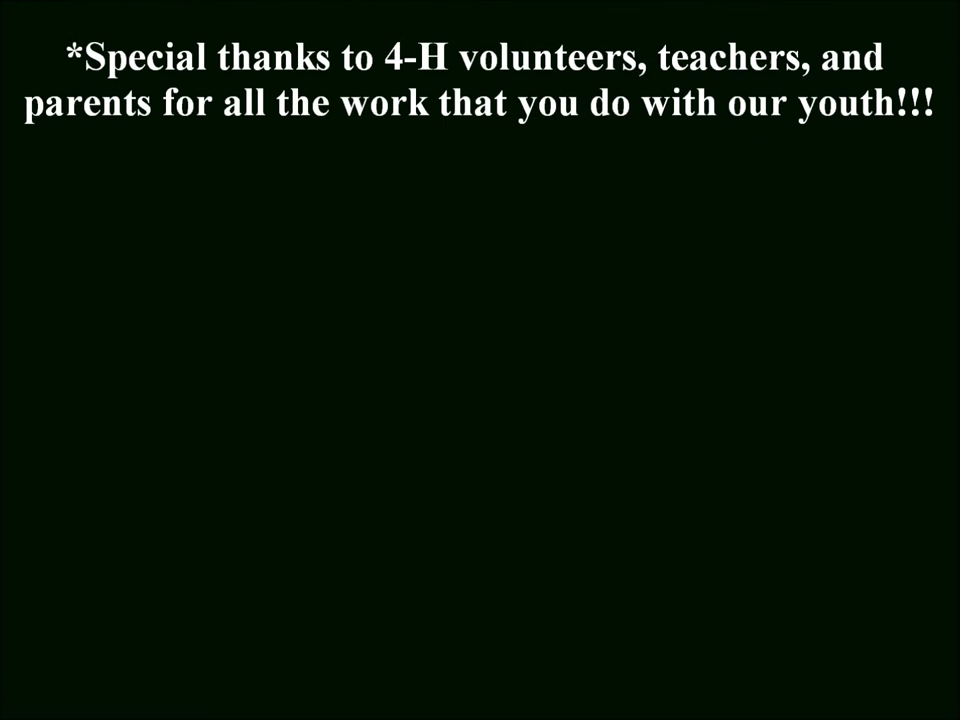 *Special thanks to 4-H volunteers, teachers, and
parents for all the work that you do with our youth!!!